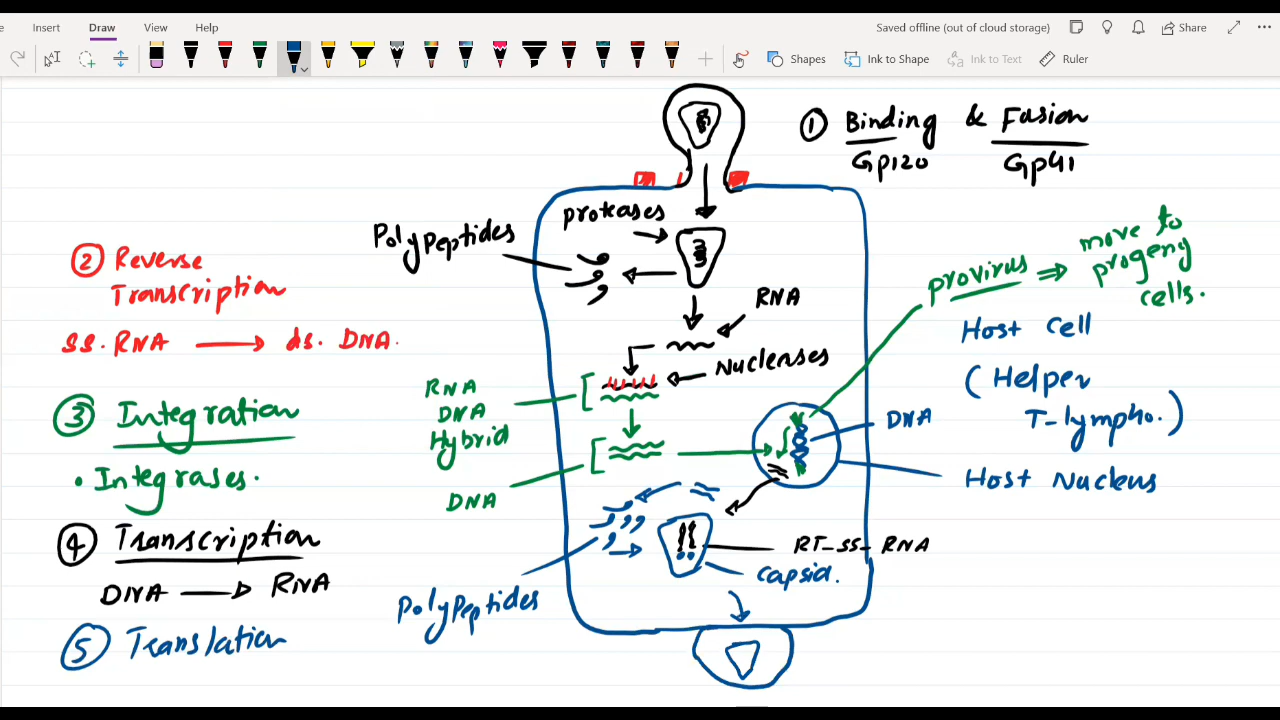 Insert Draw View Help
Saved offline (out of cloud storage)
Share
Shapes
Ink to Shape
Ink to Text
Ruler
① Binding & Fusion
Gp120 Gp41
proteases
Polypeptides
② Reverse
Transcription
ss. RNA → ds. DNA.
RNA
Nucleases
provirus ⇒ move to
progeny
cells.
Host cell
(Helper
T-lympho.)
③ Integration
• Integrases.
RNA
DNA
Hybrid
DNA
DNA
Host Nucleus
④ Transcription
DNA → RNA
RT-ss-RNA
capsid.
Polypeptides
⑤ Translation